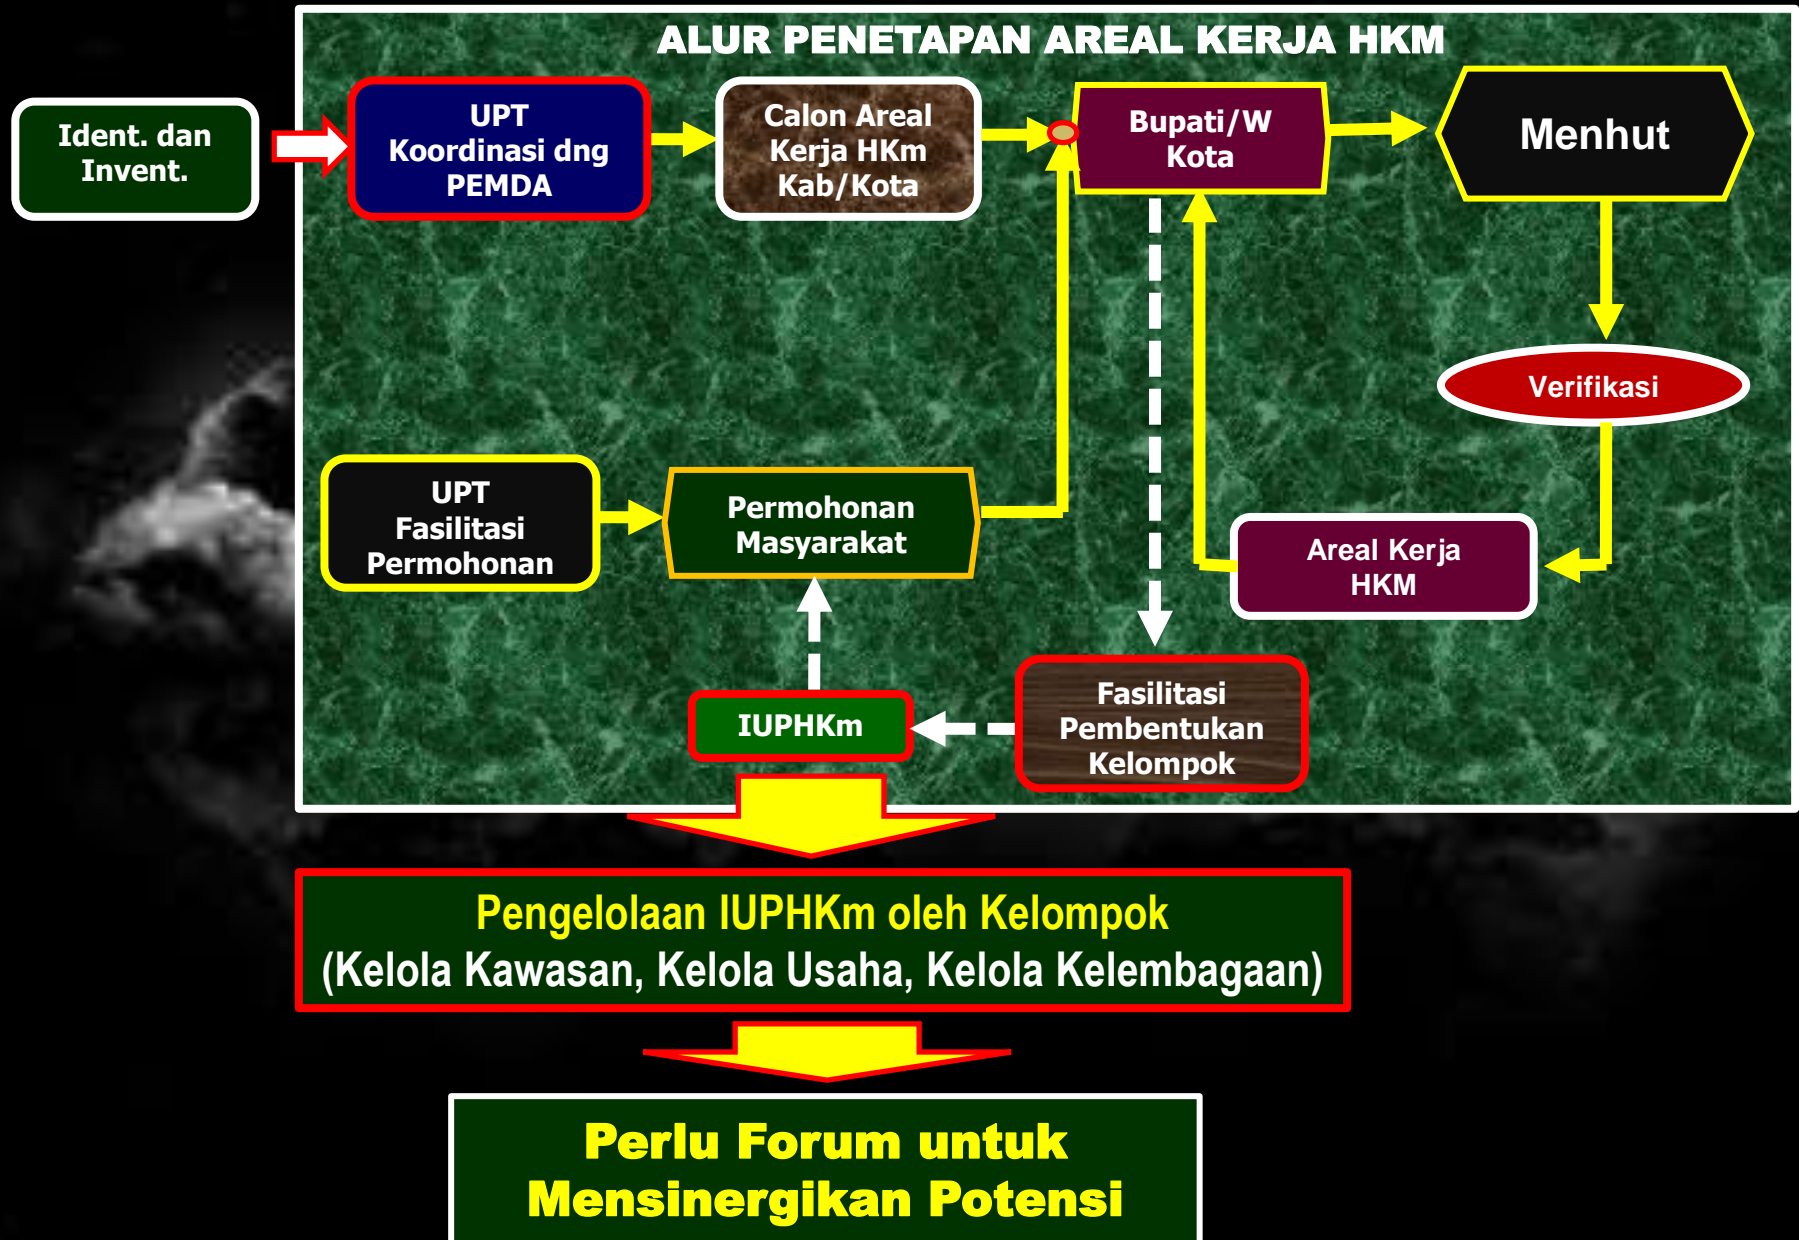 ALUR PENETAPAN AREAL KERJA HKM
Ident. dan
Invent.
UPT
Koordinasi dng
PEMDA
Calon Areal
Kerja HKm
Kab/Kota
Bupati/W
Kota
Menhut
Verifikasi
UPT
Fasilitasi
Permohonan
Permohonan
Masyarakat
Areal Kerja
HKM
IUPHKm
Fasilitasi
Pembentukan
Kelompok
Pengelolaan IUPHKm oleh Kelompok
(Kelola Kawasan, Kelola Usaha, Kelola Kelembagaan)
Perlu Forum untuk
Mensinergikan Potensi